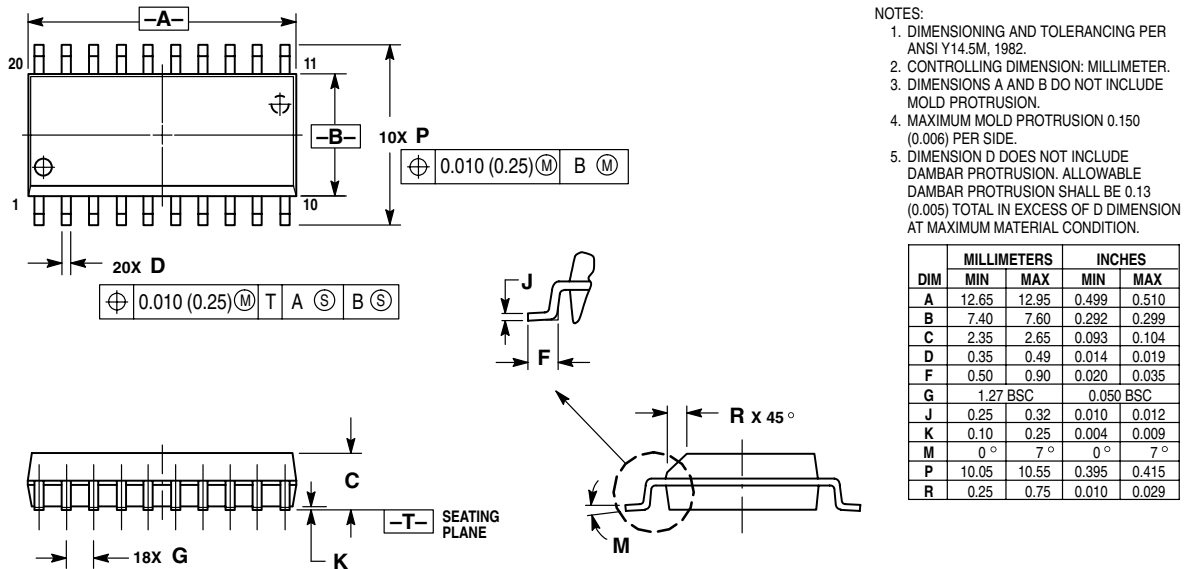 –A–
20
11
–B–
10X P
⌖ 0.010 (0.25) Ⓜ B Ⓜ
1
10
20X D
⌖ 0.010 (0.25) Ⓜ T A Ⓢ B Ⓢ
J
F
R X 45°
C
–T– SEATING
PLANE
18X G
K
M
NOTES:
1. DIMENSIONING AND TOLERANCING PER
ANSI Y14.5M, 1982.
2. CONTROLLING DIMENSION: MILLIMETER.
3. DIMENSIONS A AND B DO NOT INCLUDE
MOLD PROTRUSION.
4. MAXIMUM MOLD PROTRUSION 0.150
(0.006) PER SIDE.
5. DIMENSION D DOES NOT INCLUDE
DAMBAR PROTRUSION. ALLOWABLE
DAMBAR PROTRUSION SHALL BE 0.13
(0.005) TOTAL IN EXCESS OF D DIMENSION
AT MAXIMUM MATERIAL CONDITION.
MILLIMETERS INCHES
DIM MIN MAX MIN MAX
A 12.65 12.95 0.499 0.510
B 7.40 7.60 0.292 0.299
C 2.35 2.65 0.093 0.104
D 0.35 0.49 0.014 0.019
F 0.50 0.90 0.020 0.035
G 1.27 BSC 0.050 BSC
J 0.25 0.32 0.010 0.012
K 0.10 0.25 0.004 0.009
M 0° 7° 0° 7°
P 10.05 10.55 0.395 0.415
R 0.25 0.75 0.010 0.029